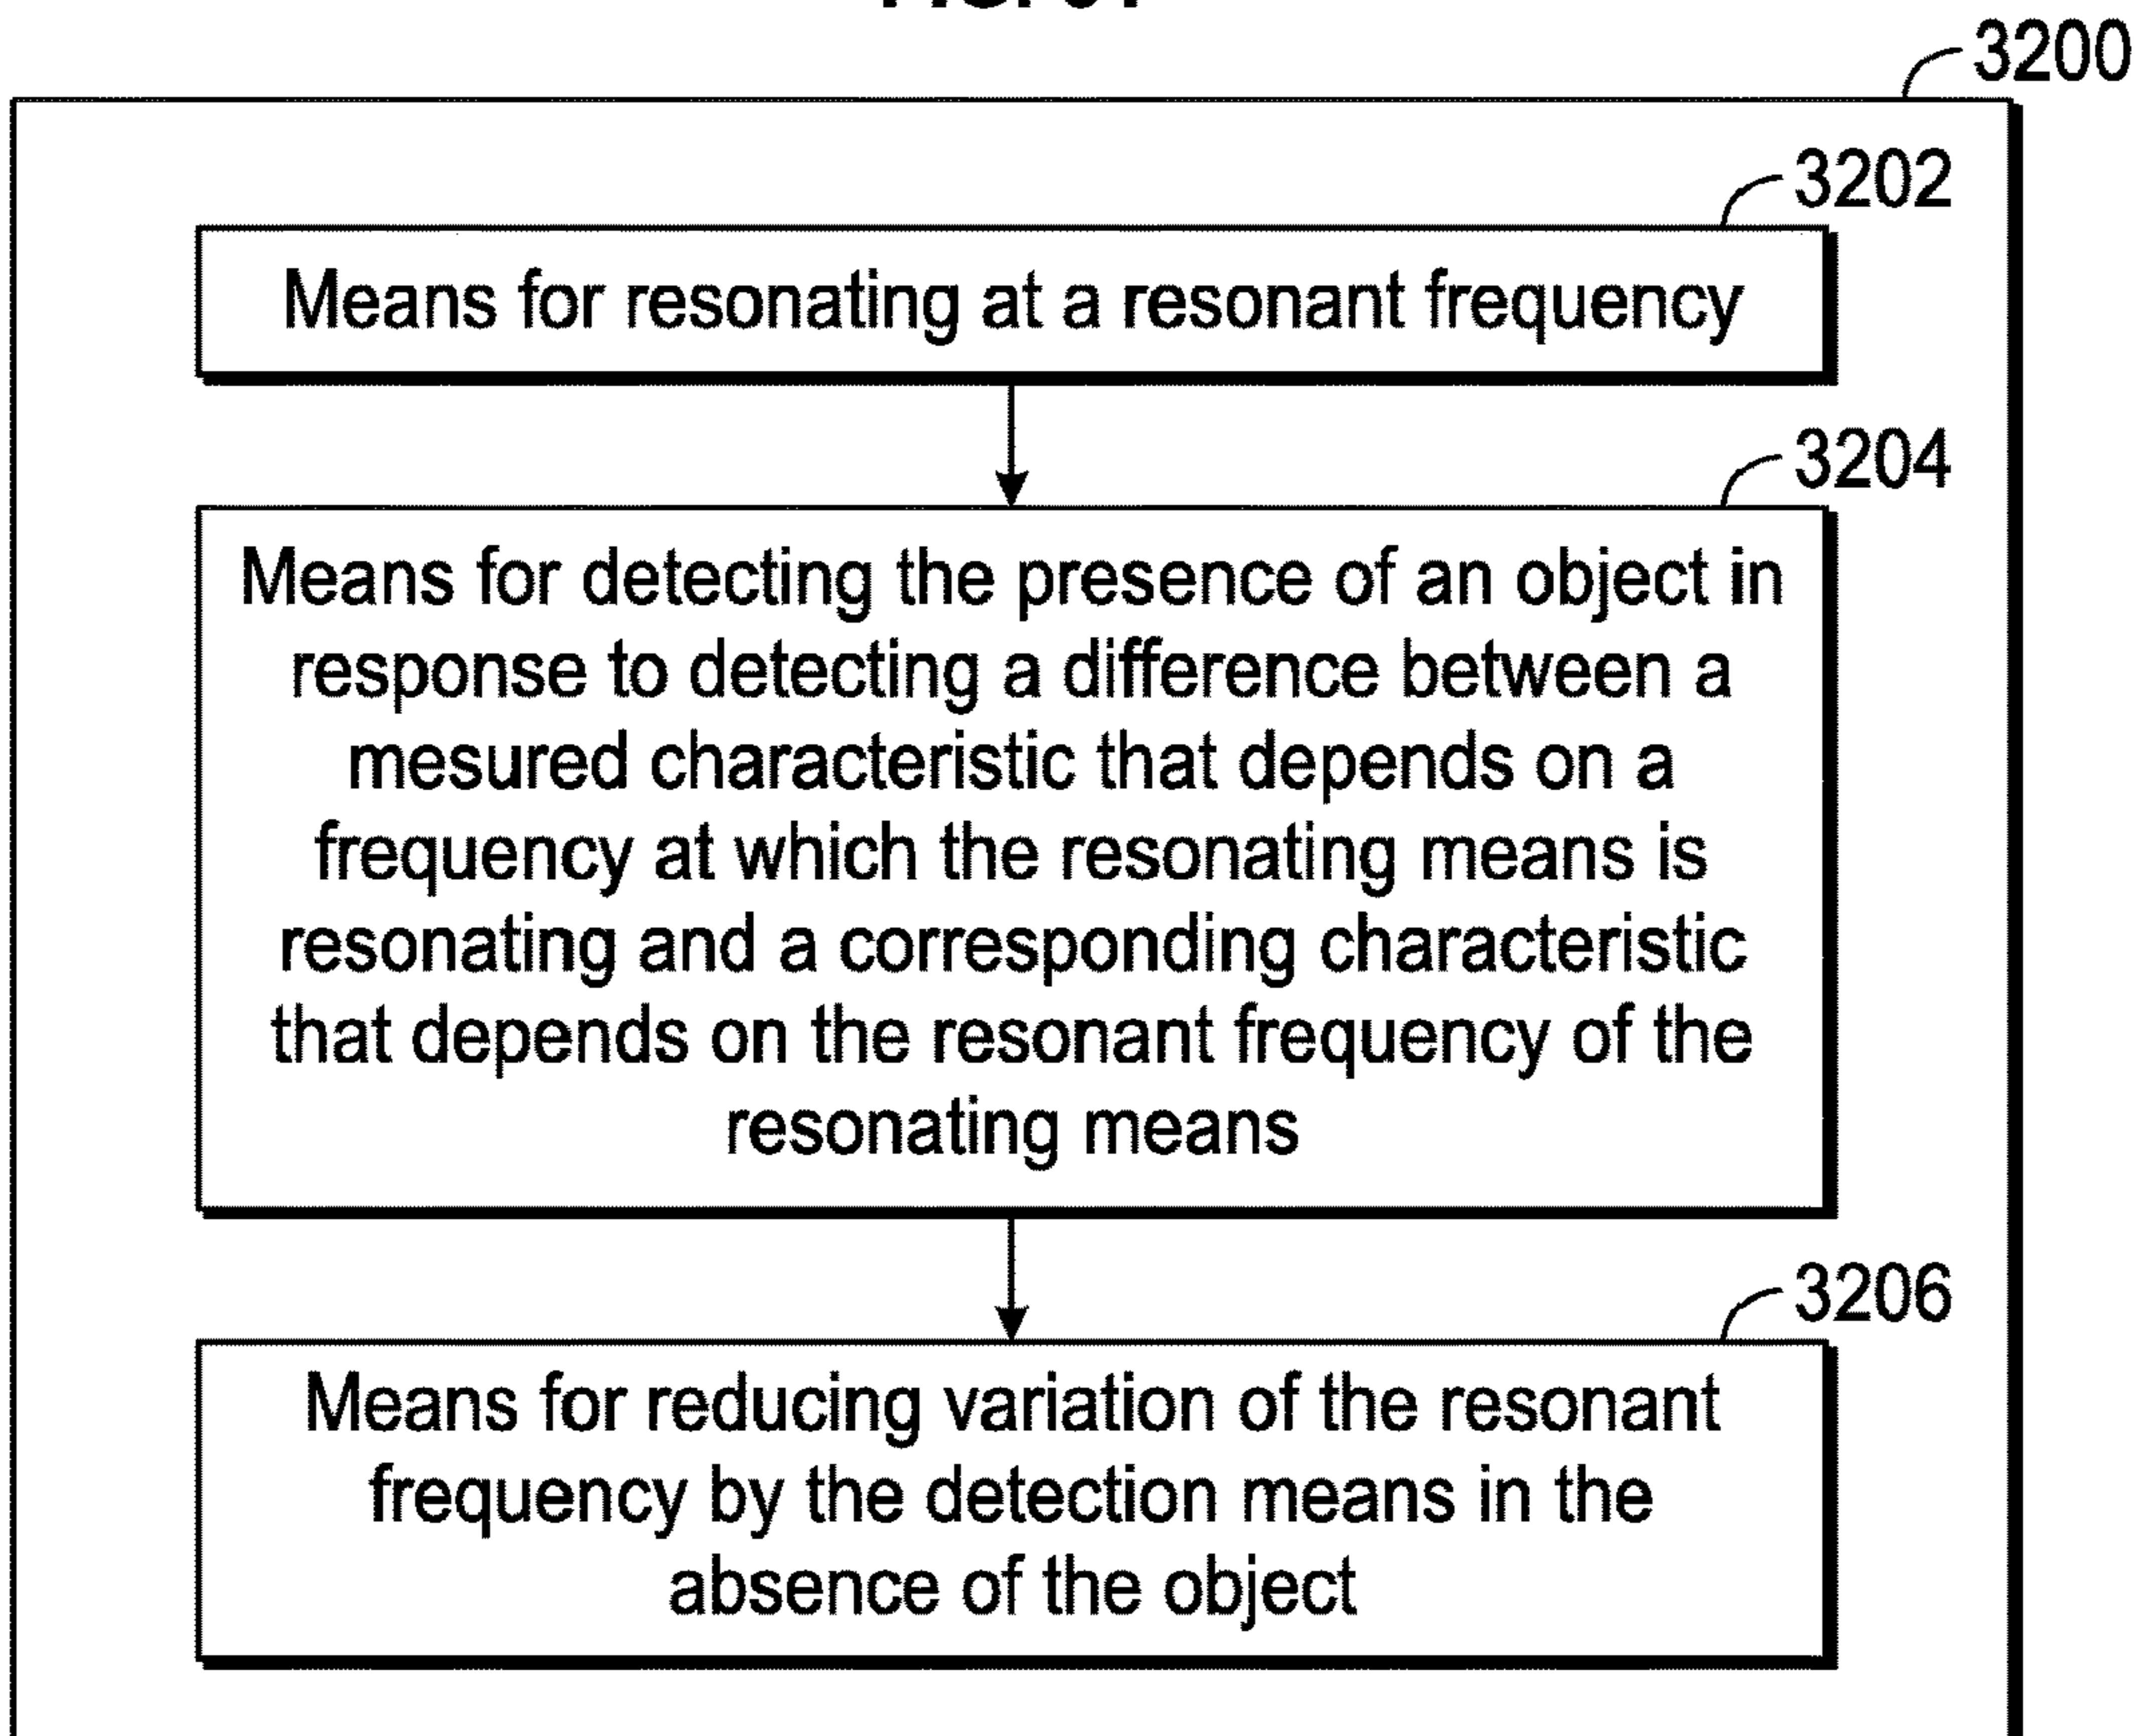 3200
3202
Means for resonating at a resonant frequency
3204
Means for detecting the presence of an object in
response to detecting a difference between a
mesured characteristic that depends on a
frequency at which the resonating means is
resonating and a corresponding characteristic
that depends on the resonant frequency of the
resonating means
3206
Means for reducing variation of the resonant
frequency by the detection means in the
absence of the object